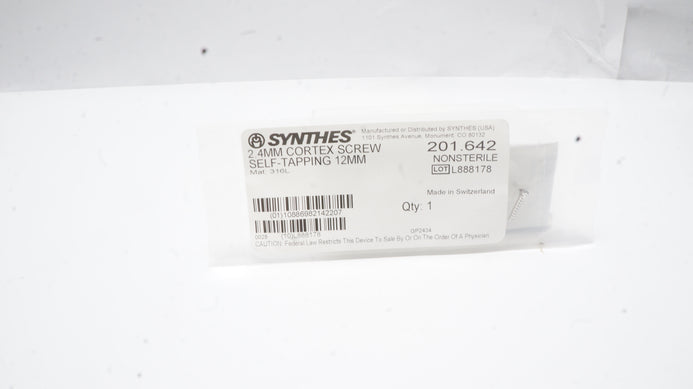 SYNTHES®
Manufactured or Distributed by SYNTHES (USA)
1101 Synthes Avenue, Monument, CO 80132
2.4MM CORTEX SCREW
SELF-TAPPING 12MM
Mat. 316L
201.642
NONSTERILE
LOT L888178
Made in Switzerland
(01)10886982142207
Qty: 1
(10)L888178
GP2404
CAUTION: Federal Law Restricts This Device To Sale By Or On The Order Of A Physician